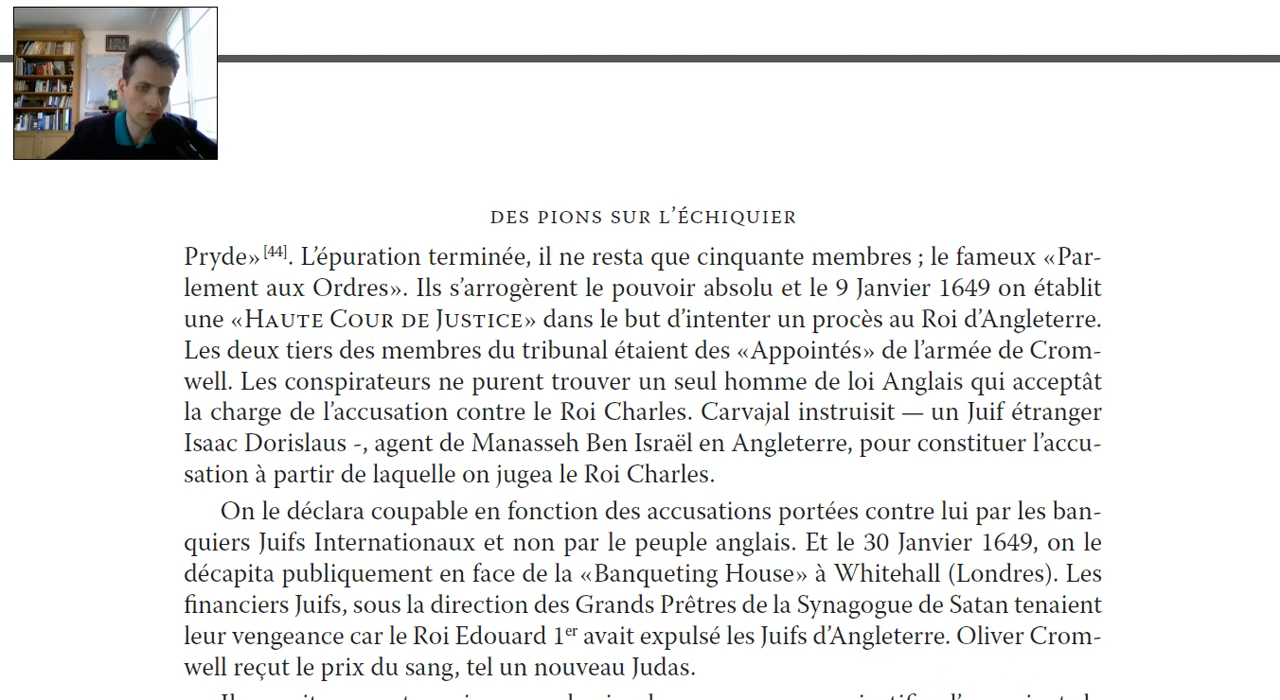 DES PIONS SUR L'ÉCHIQUIER
Pryde» [44]. L'épuration terminée, il ne resta que cinquante membres ; le fameux «Par-
lement aux Ordres». Ils s'arrogèrent le pouvoir absolu et le 9 Janvier 1649 on établit
une «HAUTE COUR DE JUSTICE» dans le but d'intenter un procès au Roi d'Angleterre.
Les deux tiers des membres du tribunal étaient des «Appointés» de l'armée de Crom-
well. Les conspirateurs ne purent trouver un seul homme de loi Anglais qui acceptât
la charge de l'accusation contre le Roi Charles. Carvajal instruisit — un Juif étranger
Isaac Dorislaus -, agent de Manasseh Ben Israël en Angleterre, pour constituer l'accu-
sation à partir de laquelle on jugea le Roi Charles.
On le déclara coupable en fonction des accusations portées contre lui par les ban-
quiers Juifs Internationaux et non par le peuple anglais. Et le 30 Janvier 1649, on le
décapita publiquement en face de la «Banqueting House» à Whitehall (Londres). Les
financiers Juifs, sous la direction des Grands Prêtres de la Synagogue de Satan tenaient
leur vengeance car le Roi Edouard 1er avait expulsé les Juifs d'Angleterre. Oliver Crom-
well reçut le prix du sang, tel un nouveau Judas.